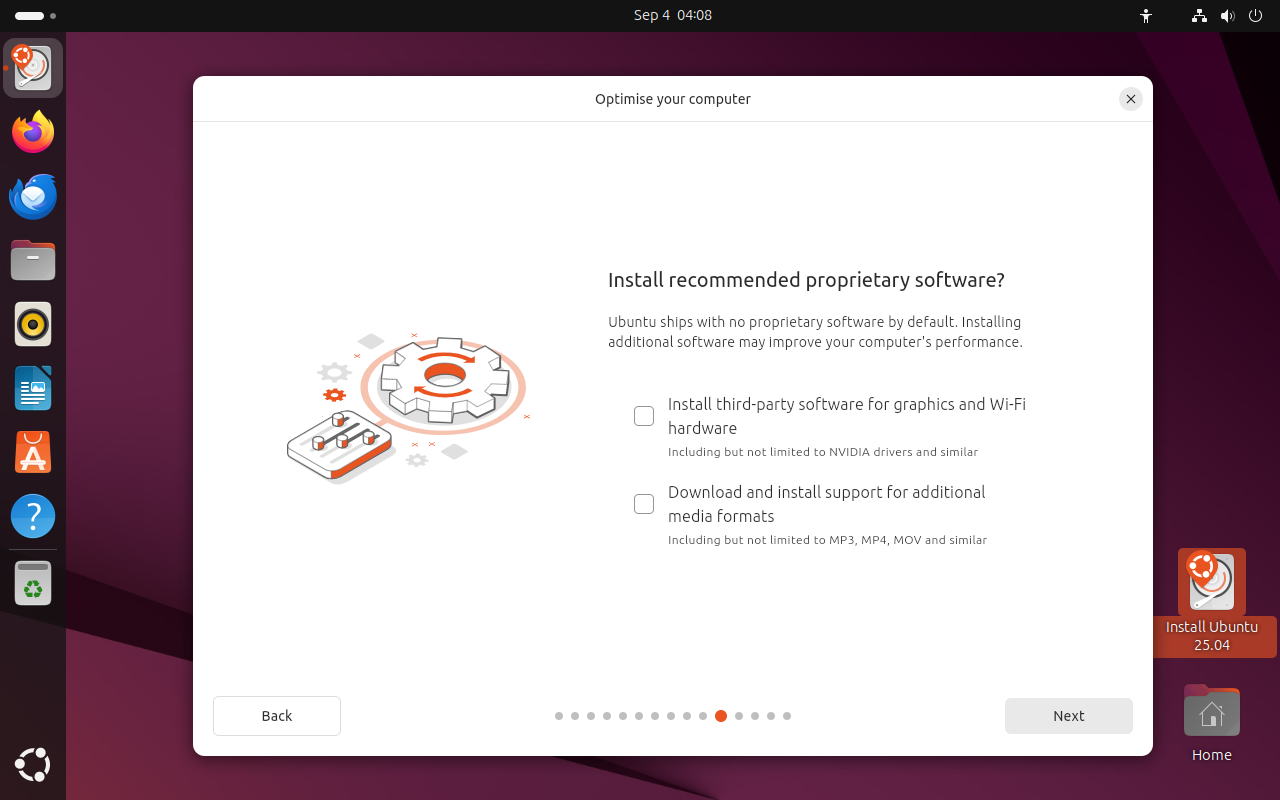 Sep 4 04:08
Optimise your computer
Install recommended proprietary software?
Ubuntu ships with no proprietary software by default. Installing
additional software may improve your computer's performance.
Install third-party software for graphics and Wi-Fi
hardware
Including but not limited to NVIDIA drivers and similar
Download and install support for additional
media formats
Including but not limited to MP3, MP4, MOV and similar
Back
Next
Install Ubuntu
25.04
Home